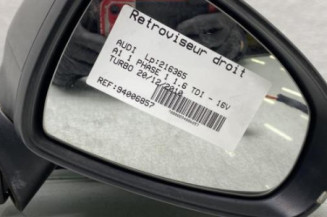 Retroviseur droit
AUDI Lp:216365
A1 1 PHASE 1 1.6 TDI - 16V
TURBO 20/12/2010
REF:94006857